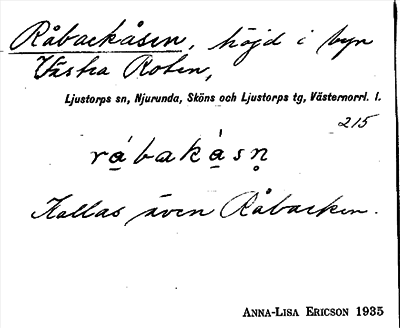 Råbackåsen, höjd i byn
Västra Roten,
Ljustorps sn, Njurunda, Sköns och Ljustorps tg, Västernorrl. l.
215
rábakàsṇ
Kallas även Råbacken.
ANNA-LISA ERICSON 1935